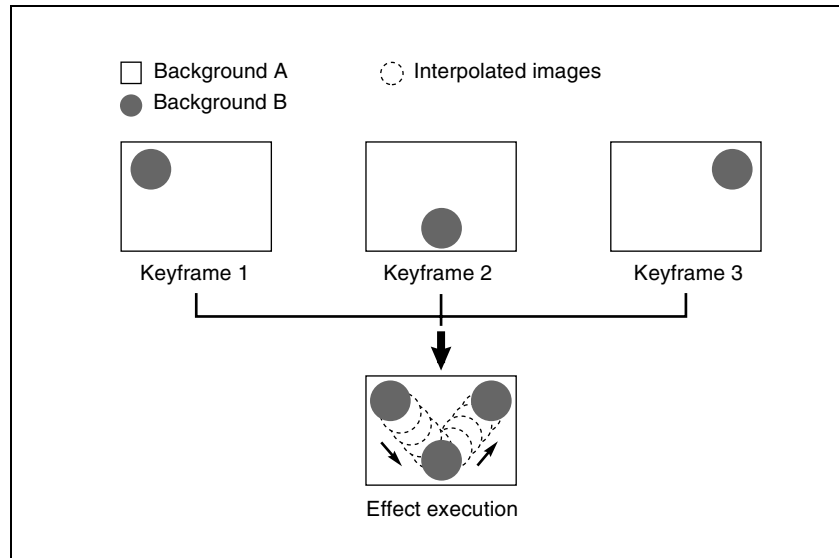 Background A
Interpolated images
Background B
Keyframe 1
Keyframe 2
Keyframe 3
Effect execution